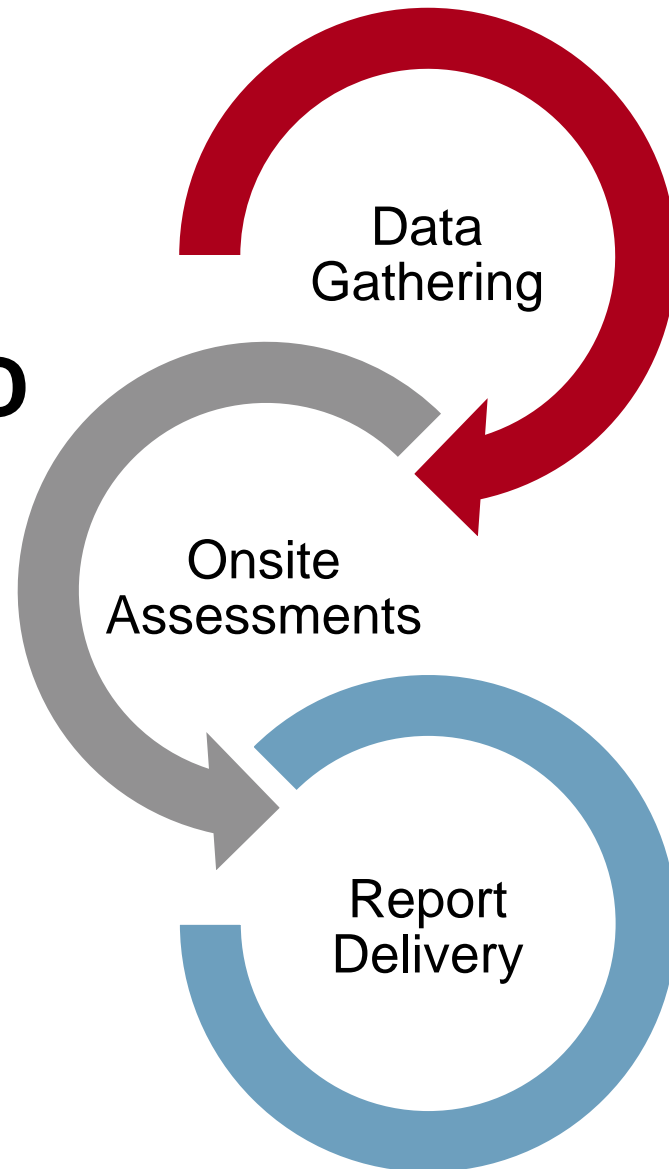 Data
Gathering
Onsite
Assessments
Report
Delivery